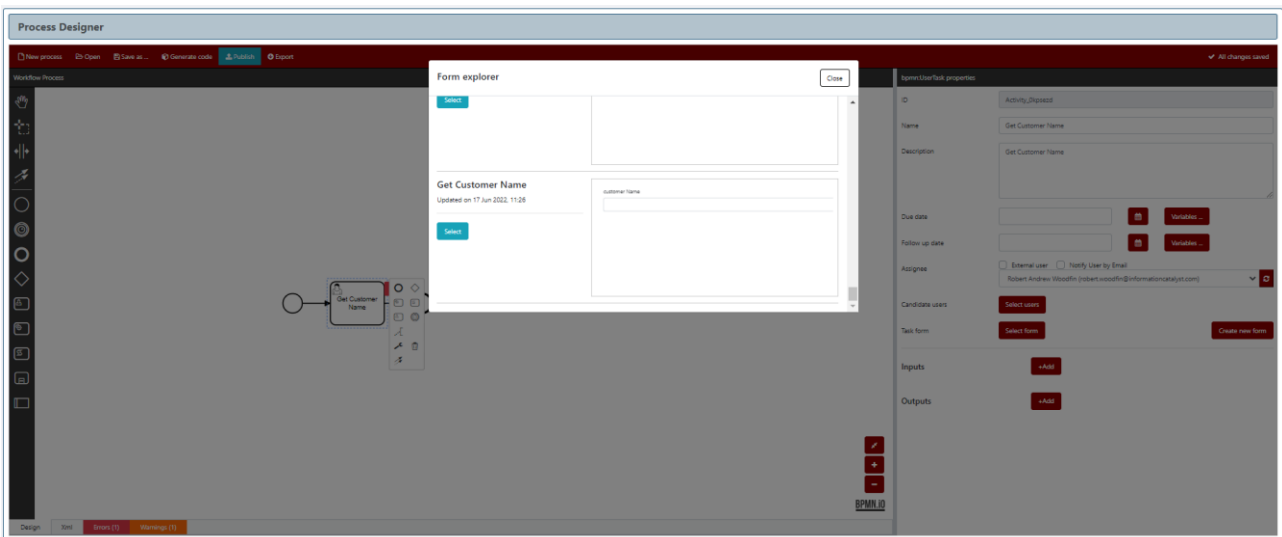 Process Designer
New process Open Save as ... Generate code Publish Export All changes saved
Workflow Process
Form explorer
Close
Select
Get Customer Name
Updated on 17 Jun 2022, 11:26
Select
customer Name
Get Customer
Name
bpmn:UserTask properties
ID
Name Get Customer Name
Description Get Customer Name
Due date Variables ...
Follow up date Variables ...
Assignee External user Notify User by Email
Robert Andrew Woodfin (robert.woodfin@informationcatalyst.com)
Candidate users Select users
Task form Select form Create new form
Inputs +Add
Outputs +Add
BPMN.iO
Design Xml Errors (1) Warnings (1)